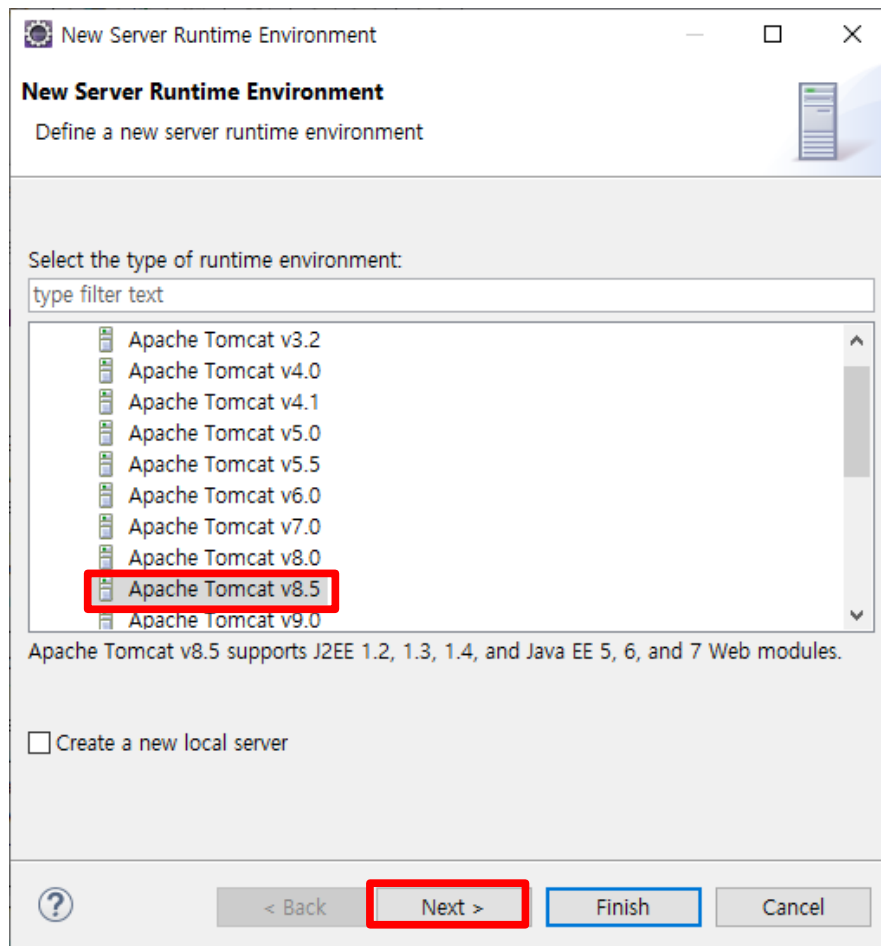 New Server Runtime Environment
New Server Runtime Environment
Define a new server runtime environment
Select the type of runtime environment:
type filter text
Apache Tomcat v3.2
Apache Tomcat v4.0
Apache Tomcat v4.1
Apache Tomcat v5.0
Apache Tomcat v5.5
Apache Tomcat v6.0
Apache Tomcat v7.0
Apache Tomcat v8.0
Apache Tomcat v8.5
Apache Tomcat v9.0
Apache Tomcat v8.5 supports J2EE 1.2, 1.3, 1.4, and Java EE 5, 6, and 7 Web modules.
Create a new local server
? < Back Next > Finish Cancel